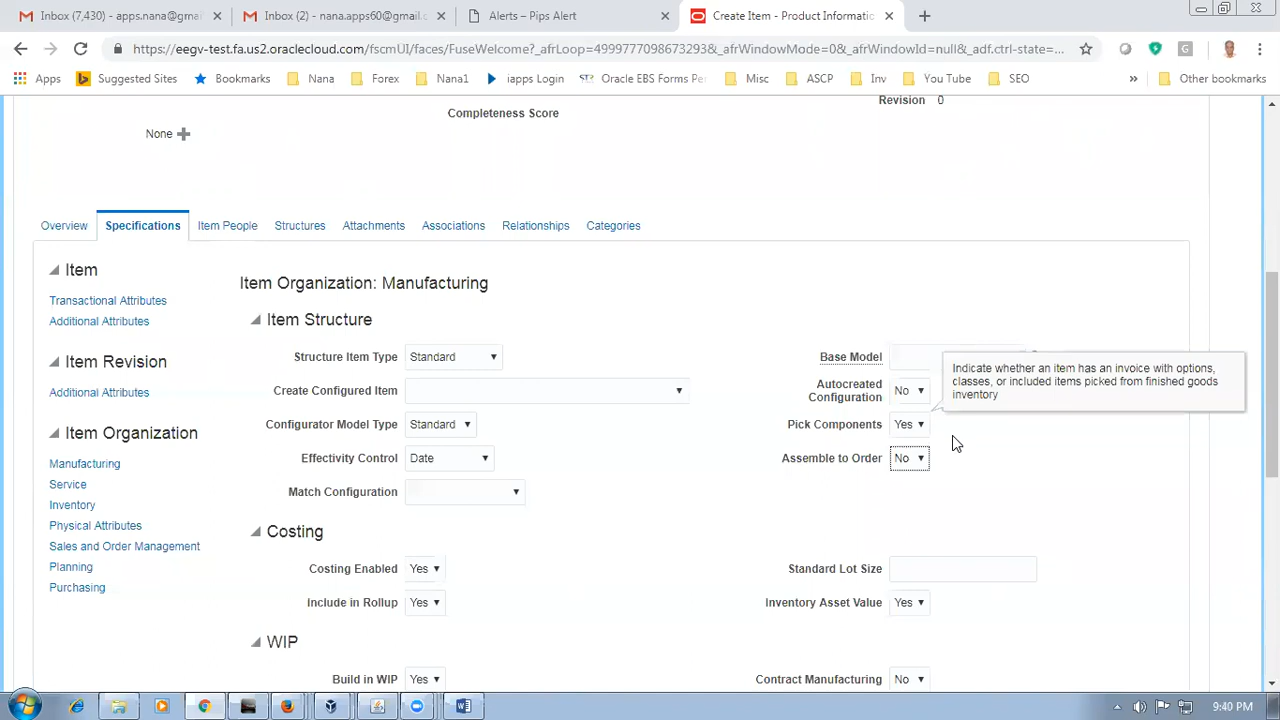 Inbox (7,430) - apps.nana@gma
Inbox (2) - nana.apps60@gmail.
Alerts – Pips Alert
Create Item - Product Informatic
https://eegv-test.fa.us2.oraclecloud.com/fscmUI/faces/FuseWelcome?_afrLoop=49997770986732​93&_afrWindowMode=0&_afrWindowId=null&_adf.ctrl-state=...
Apps
Suggested Sites
Bookmarks
Nana
Forex
Nana1
iapps Login
Oracle EBS Forms Pe
Misc
ASCP
Inv
You Tube
SEO
»
Other bookmarks
Revision 0
Completeness Score
None
Overview
Specifications
Item People
Structures
Attachments
Associations
Relationships
Categories
Item
Transactional Attributes
Additional Attributes
Item Revision
Additional Attributes
Item Organization
Manufacturing
Service
Inventory
Physical Attributes
Sales and Order Management
Planning
Purchasing
Item Organization: Manufacturing
Item Structure
Structure Item Type Standard
Base Model
Create Configured Item
Autocreated
Configuration No
Configurator Model Type Standard
Pick Components Yes
Effectivity Control Date
Assemble to Order No
Match Configuration
Indicate whether an item has an invoice with options,
classes, or included items picked from finished goods
inventory
Costing
Costing Enabled Yes
Standard Lot Size
Include in Rollup Yes
Inventory Asset Value Yes
WIP
Build in WIP Yes
Contract Manufacturing No
9:40 PM